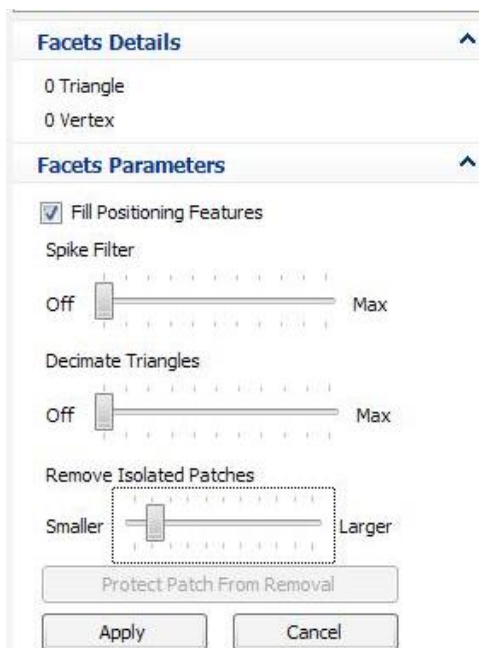 Facets Details
0 Triangle
0 Vertex
Facets Parameters
Fill Positioning Features
Spike Filter
Off Max
Decimate Triangles
Off Max
Remove Isolated Patches
Smaller Larger
Protect Patch From Removal
Apply Cancel